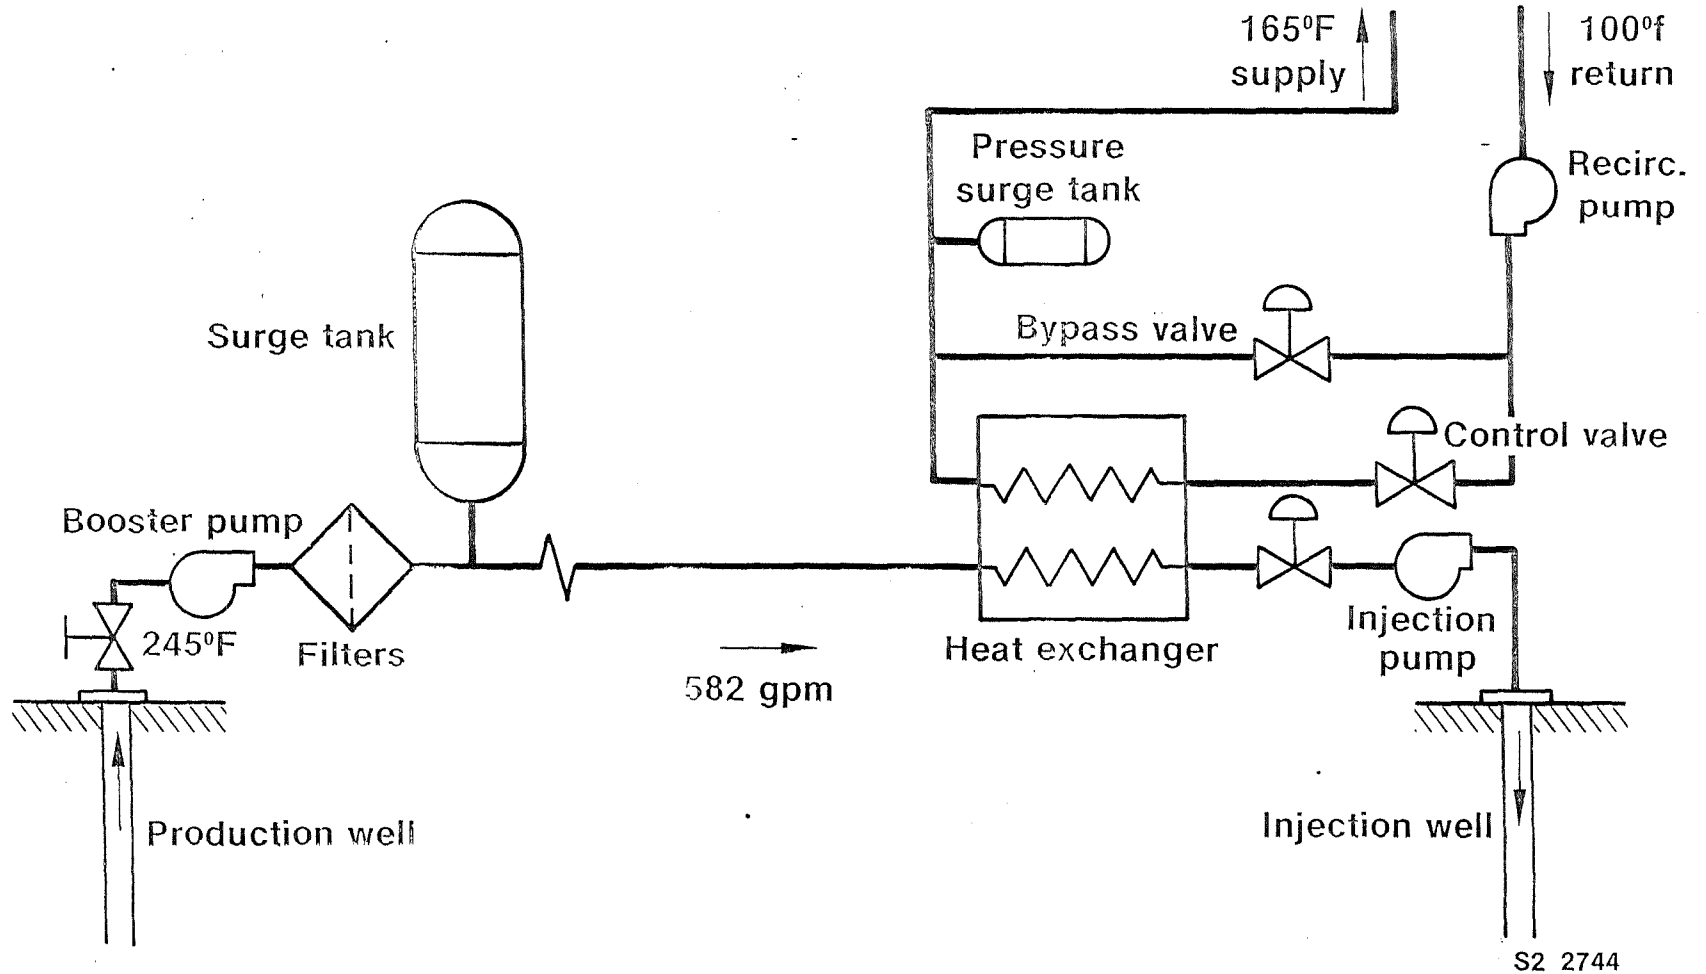 165ºF
supply
100ºf
return
Pressure
surge tank
Recirc.
pump
Surge tank
Bypass valve
Control valve
Booster pump
245ºF
Filters
582 gpm
Heat exchanger
Injection
pump
Production well
Injection well
S2 2744